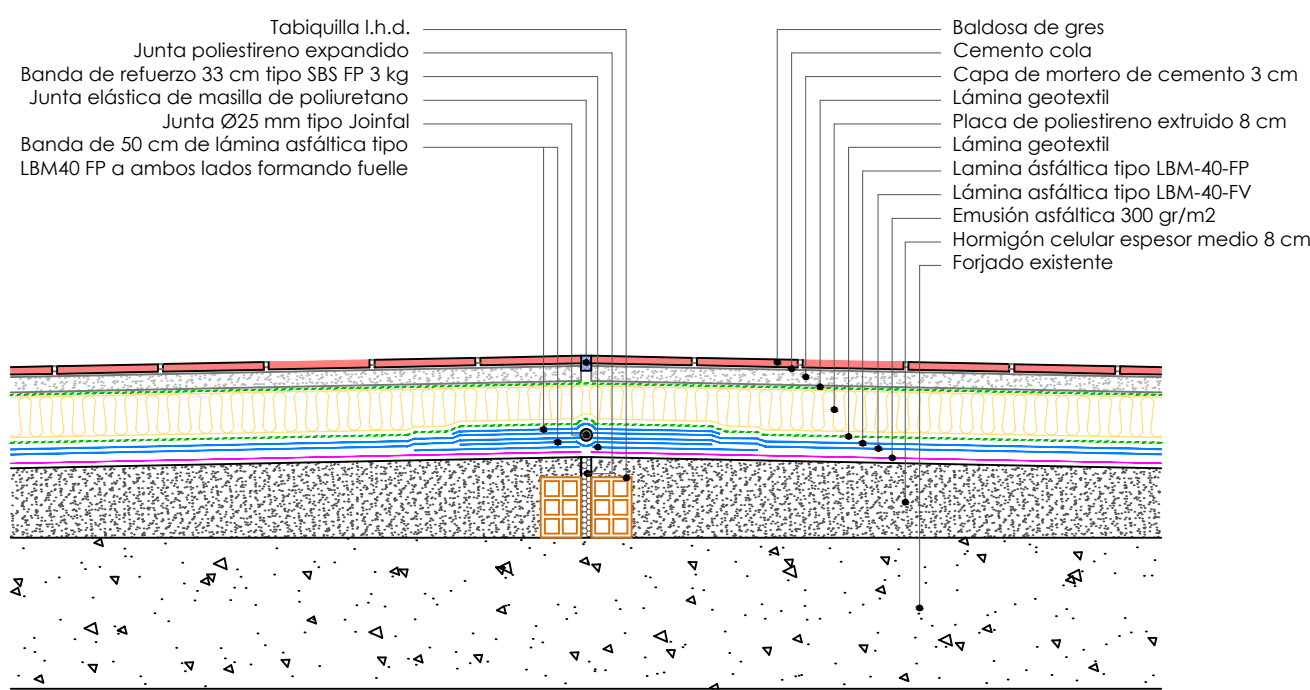 Tabiquilla l.h.d.
Junta poliestireno expandido
Banda de refuerzo 33 cm tipo SBS FP 3 kg
Junta elástica de masilla de poliuretano
Junta Ø25 mm tipo Joinfal
Banda de 50 cm de lámina asfáltica tipo
LBM40 FP a ambos lados formando fuelle
Baldosa de gres
Cemento cola
Capa de mortero de cemento 3 cm
Lámina geotextil
Placa de poliestireno extruido 8 cm
Lámina geotextil
Lamina ásfáltica tipo LBM-40-FP
Lámina asfáltica tipo LBM-40-FV
Emusión asfáltica 300 gr/m2
Hormigón celular espesor medio 8 cm
Forjado existente